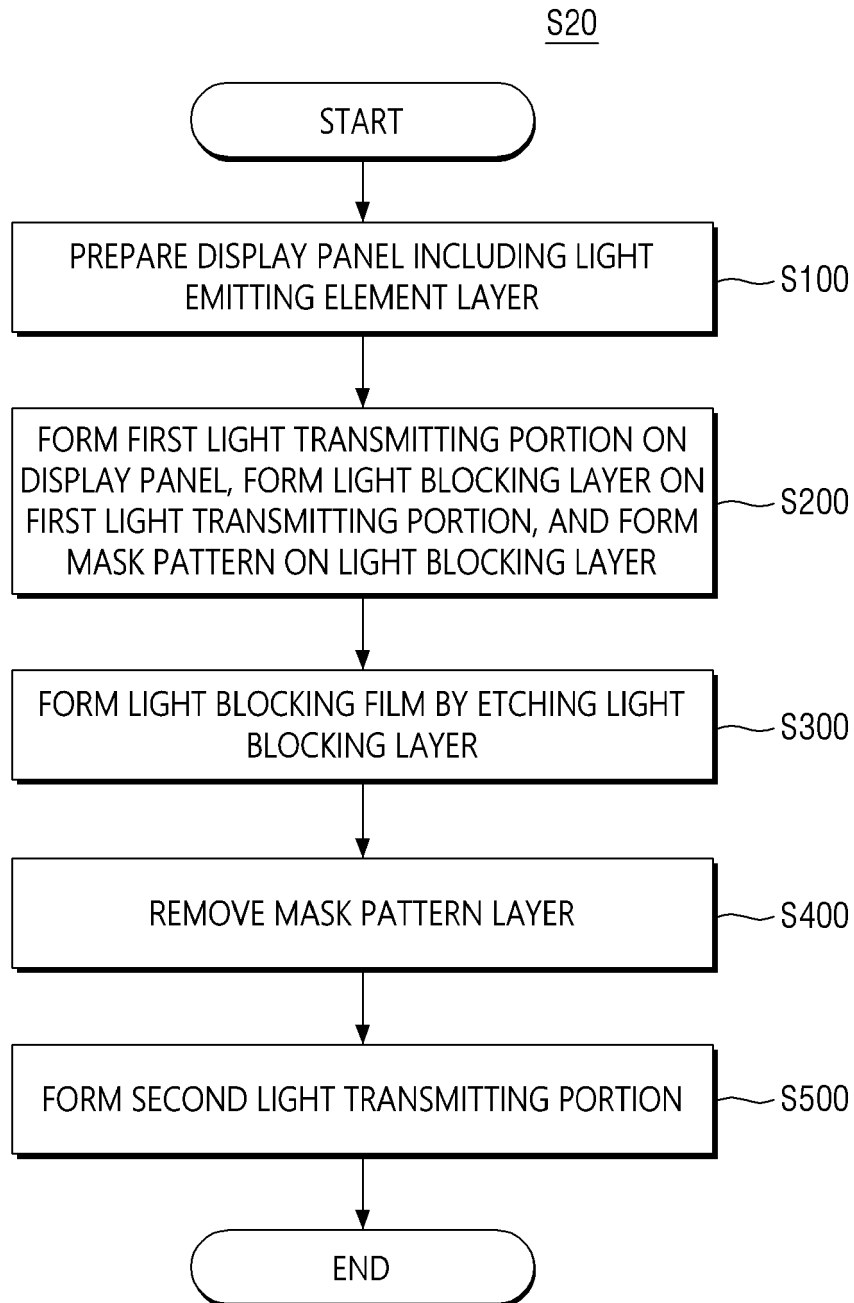 S20
START
PREPARE DISPLAY PANEL INCLUDING LIGHT
EMITTING ELEMENT LAYER
S100
FORM FIRST LIGHT TRANSMITTING PORTION ON
DISPLAY PANEL, FORM LIGHT BLOCKING LAYER ON
FIRST LIGHT TRANSMITTING PORTION, AND FORM
MASK PATTERN ON LIGHT BLOCKING LAYER
S200
FORM LIGHT BLOCKING FILM BY ETCHING LIGHT
BLOCKING LAYER
S300
REMOVE MASK PATTERN LAYER
S400
FORM SECOND LIGHT TRANSMITTING PORTION
S500
END